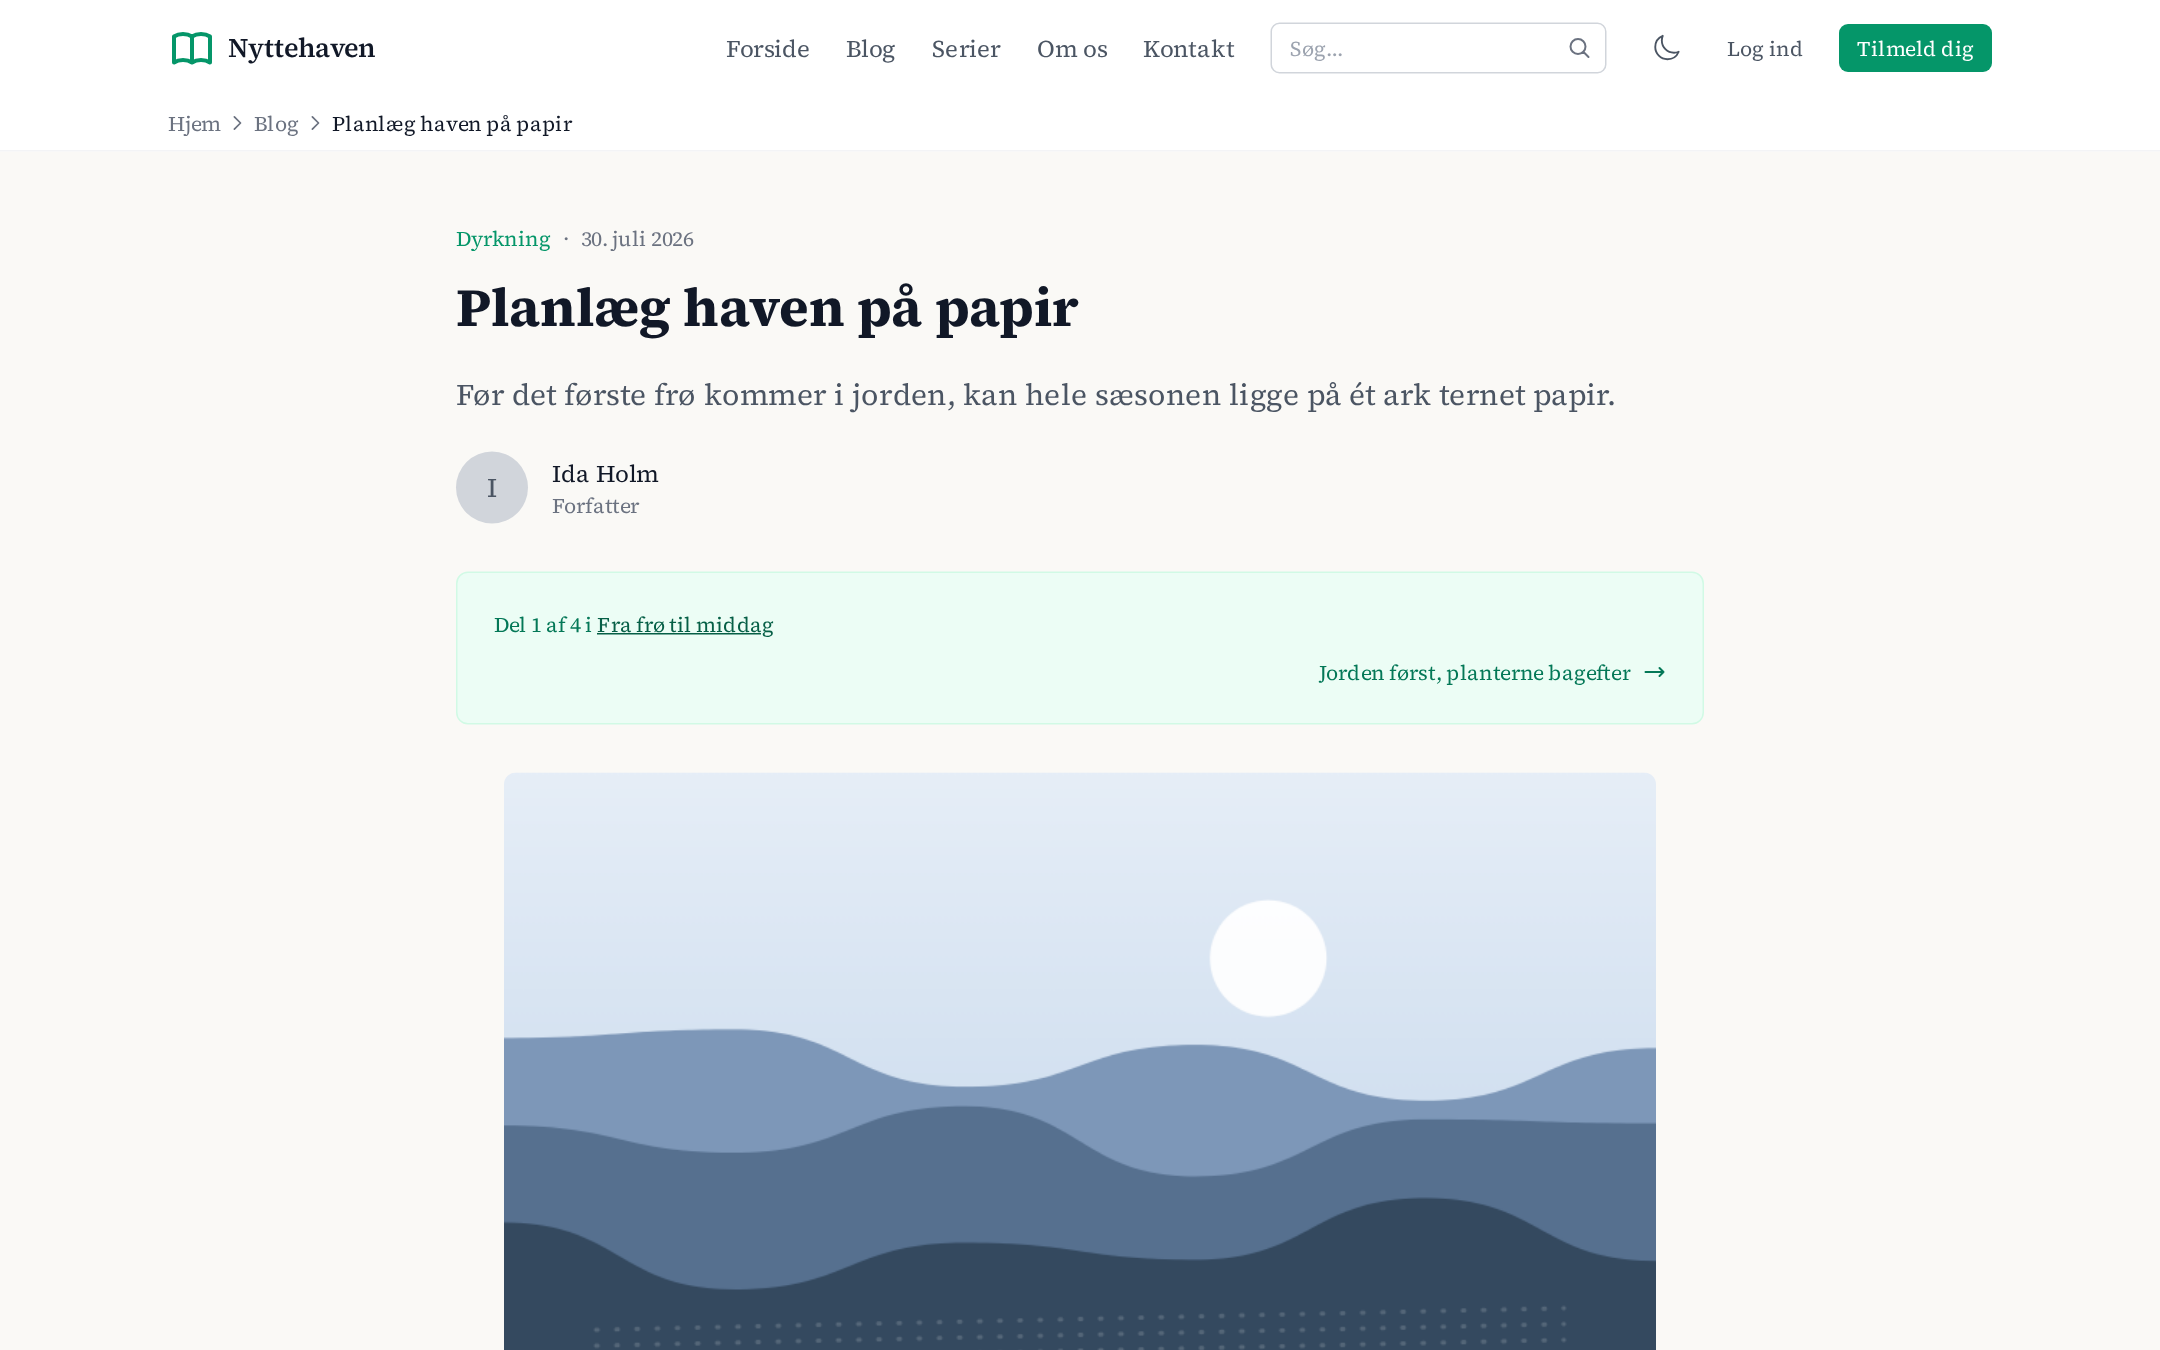 Nyttehaven
Forside Blog Serier Om os Kontakt Søg... Log ind Tilmeld dig
Hjem > Blog > Planlæg haven på papir
Dyrkning · 30. juli 2026
Planlæg haven på papir
Før det første frø kommer i jorden, kan hele sæsonen ligge på ét ark ternet papir.
I
Ida Holm
Forfatter
Del 1 af 4 i Fra frø til middag
Jorden først, planterne bagefter →